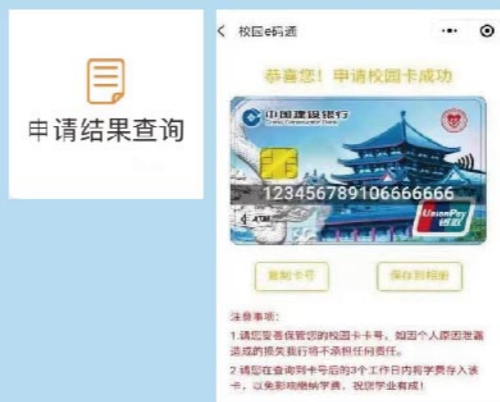 申请结果查询
校园e码通
恭喜您！申请校园卡成功
中国建设银行
China Construction Bank
123456789106666666
ATM
UnionPay
银联
复制卡号
保存到相册
注意事项：
1.请您妥善保管您的校园卡卡号，如因个人原因泄露
造成的损失我行将不承担任何责任。
2.请您在查询到卡号后的3个工作日内将学费存入该
卡，以免影响缴纳学费，祝您学业有成！